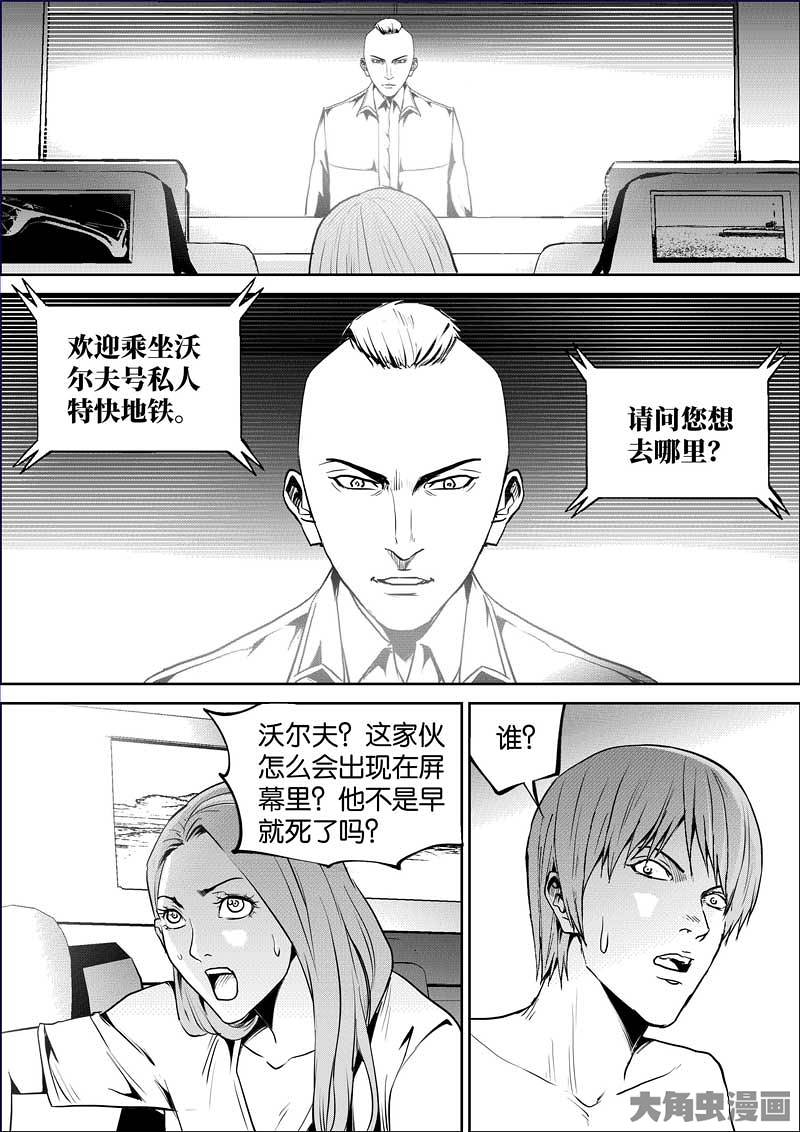 欢迎乘坐沃
尔夫号私人
特快地铁。
请问您想
去哪里？
沃尔夫？这家伙
怎么会出现在屏
幕里？他不是早
就死了吗？
谁？
大角虫漫画